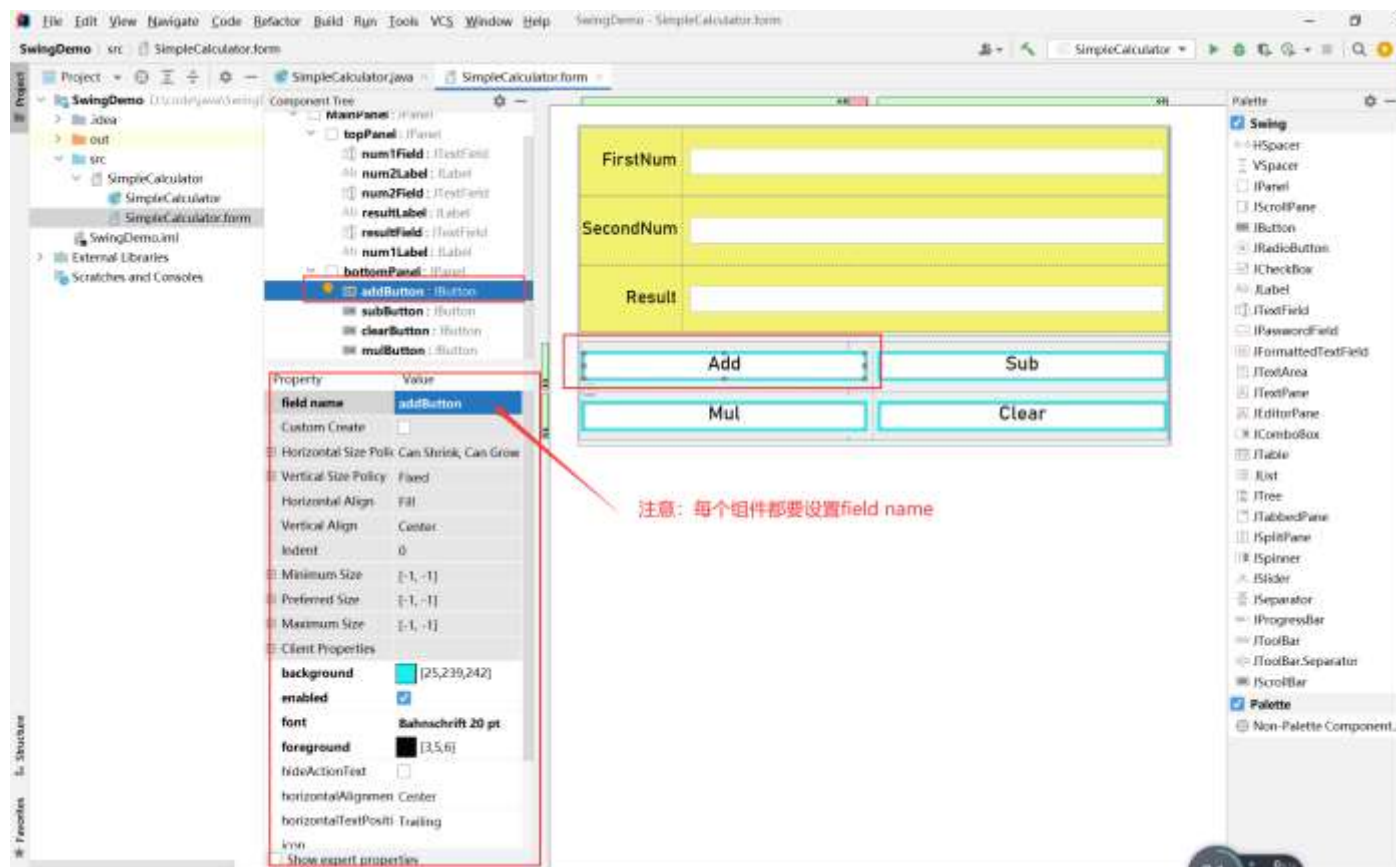 File Edit View Navigate Code Refactor Build Run Tools VCS Window Help SwingDemo - SimpleCalculator.form
SwingDemo src SimpleCalculator.form
SimpleCalculator
Project
SimpleCalculator.java
SimpleCalculator.form
Project
SwingDemo
.idea
out
src
SimpleCalculator
SimpleCalculator
SimpleCalculator.form
SwingDemo.iml
External Libraries
Scratches and Consoles
Component Tree
MainPanel : JPanel
topPanel : JPanel
num1Field : JTextField
num2Label : JLabel
num2Field : JTextField
resultLabel : JLabel
resultField : JTextField
num1Label : JLabel
bottomPanel : JPanel
addButton : JButton
subButton : JButton
clearButton : JButton
mulButton : JButton
Property Value
field name addButton
Custom Create
Horizontal Size Polic Can Shrink, Can Grow
Vertical Size Policy Fixed
Horizontal Align Fill
Vertical Align Center
Indent 0
Minimum Size [-1, -1]
Preferred Size [-1, -1]
Maximum Size [-1, -1]
Client Properties
background [25,239,242]
enabled
font Bahnschrift 20 pt
foreground [3,5,6]
hideActionText
horizontalAlignmen Center
horizontalTextPositi Trailing
icon
Show expert properties
FirstNum
SecondNum
Result
Add Sub
Mul Clear
注意：每个组件都要设置field name
Palette
Swing
HSpacer
VSpacer
JPanel
JScrollPane
JButton
JRadioButton
JCheckBox
JLabel
JTextField
JPasswordField
JFormattedTextField
JTextArea
JTextPane
JEditorPane
JComboBox
JTable
JList
JTree
JTabbedPane
JSplitPane
JSpinner
JSlider
JSeparator
JProgressBar
JToolBar
JToolBar.Separator
JScrollBar
Palette
Non-Palette Component.
Structure
Favorites